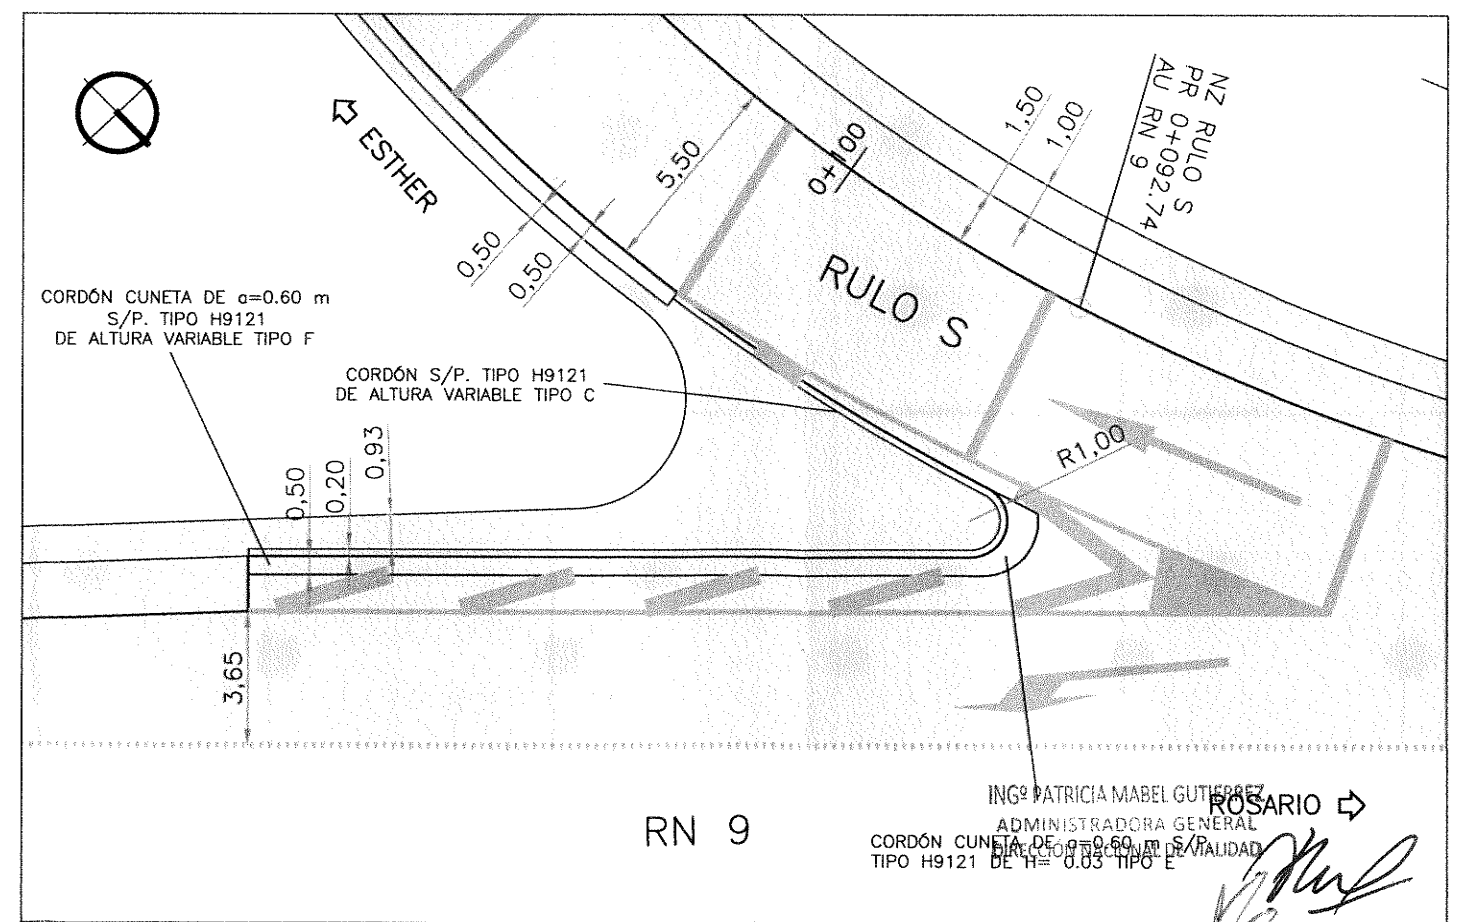 NZ RULO S
PR 0+092.74
AU RN 9
ESTHER
5,50
0+100
1,50
1,00
0,50
0,50
RULO S
CORDÓN CUNETA DE a=0.60 m
S/P. TIPO H9121
DE ALTURA VARIABLE TIPO F
CORDÓN S/P. TIPO H9121
DE ALTURA VARIABLE TIPO C
0,50
0,20
0,93
R1,00
3,65
RN 9
INGº PATRICIA MABEL GUTIERREZ
ADMINISTRADORA GENERAL
DIRECCIÓN NACIONAL DE VIALIDAD
ROSARIO
CORDÓN CUNETA DE a=0.60 m S/P.
TIPO H9121 DE H= 0.03 TIPO E